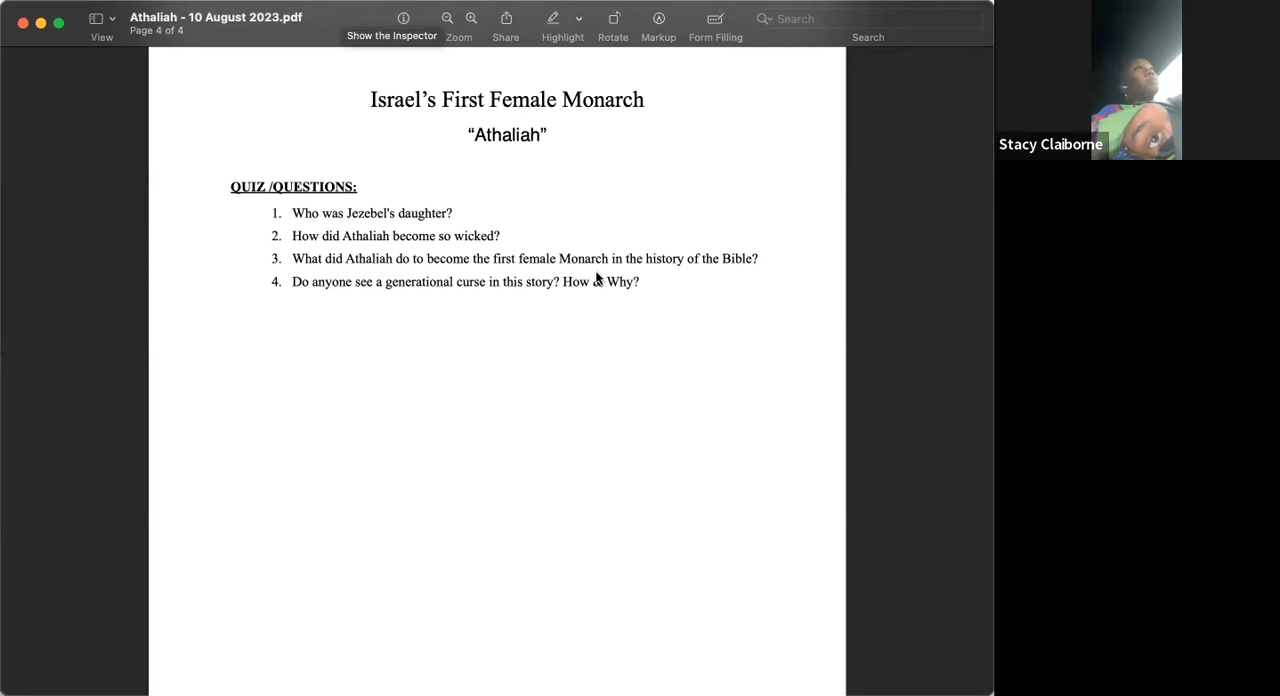 Athaliah - 10 August 2023.pdf
Page 4 of 4
View
Show the Inspector
Zoom
Share
Highlight
Rotate
Markup
Form Filling
Search
Search
Israel's First Female Monarch
“Athaliah”
QUIZ /QUESTIONS:
1. Who was Jezebel's daughter?
2. How did Athaliah become so wicked?
3. What did Athaliah do to become the first female Monarch in the history of the Bible?
4. Do anyone see a generational curse in this story? How & Why?
Stacy Claiborne